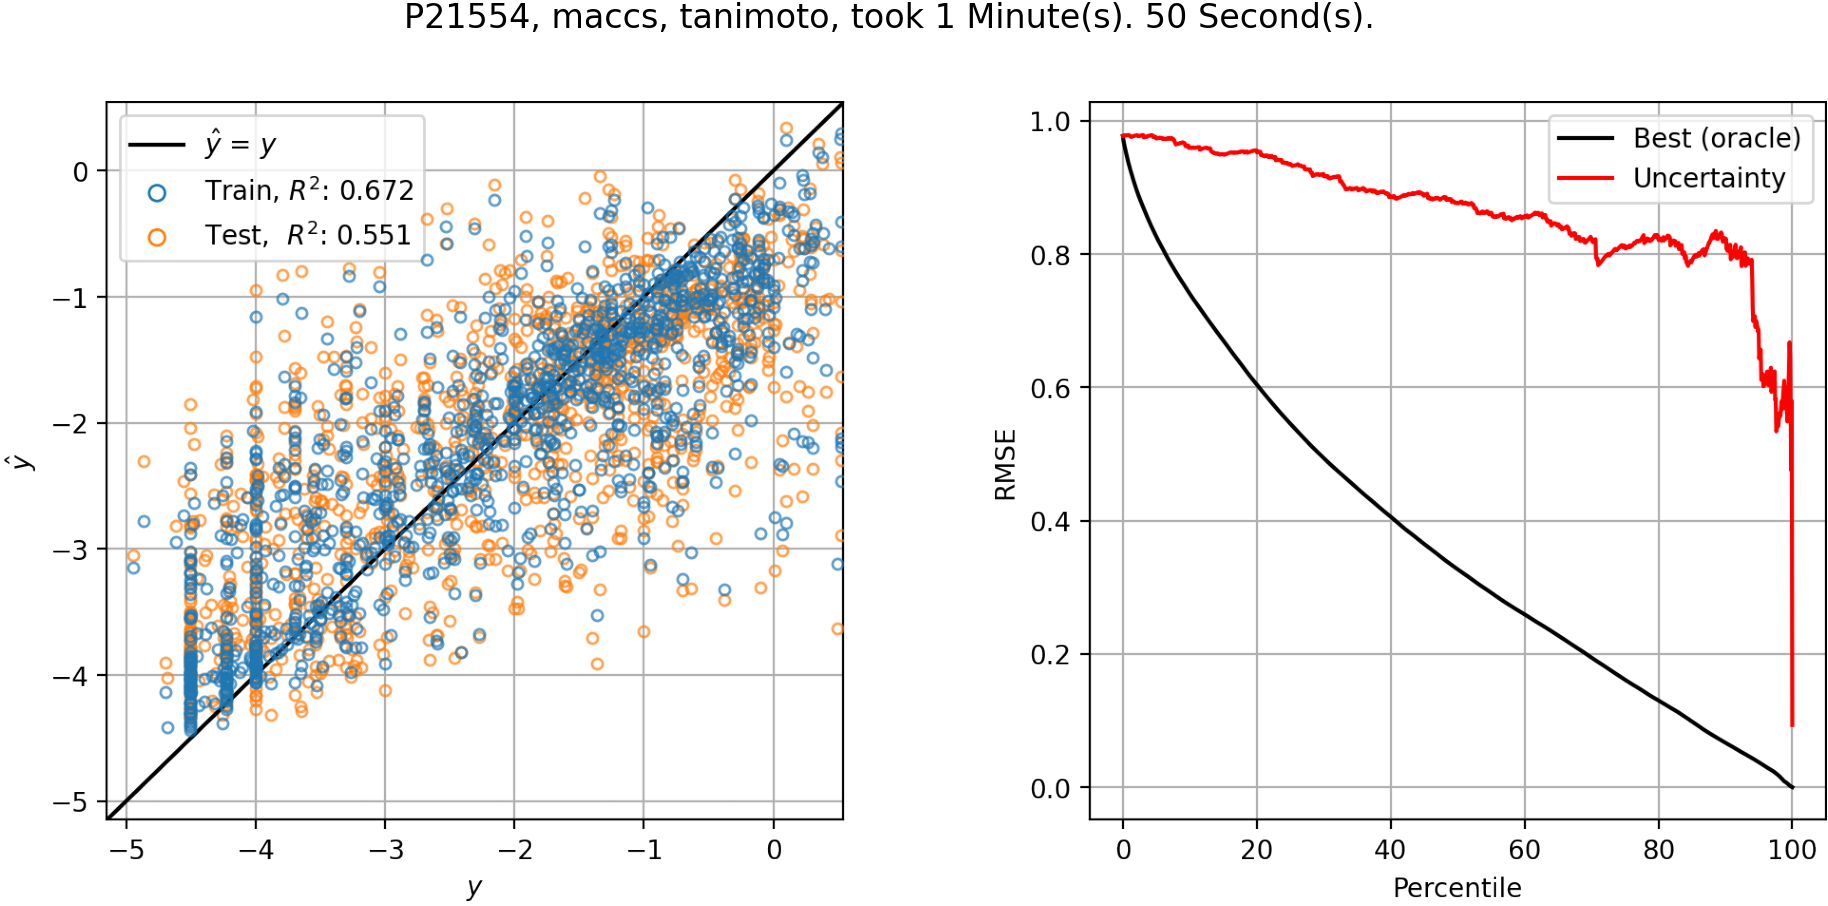 P21554, maccs, tanimoto, took 1 Minute(s). 50 Second(s).
ŷ = y
Train, R²: 0.672
Test, R²: 0.551
0
−1
−2
−3
−4
−5
ŷ
−5 −4 −3 −2 −1 0
y
Best (oracle)
Uncertainty
1.0
0.8
0.6
0.4
0.2
0.0
RMSE
0 20 40 60 80 100
Percentile